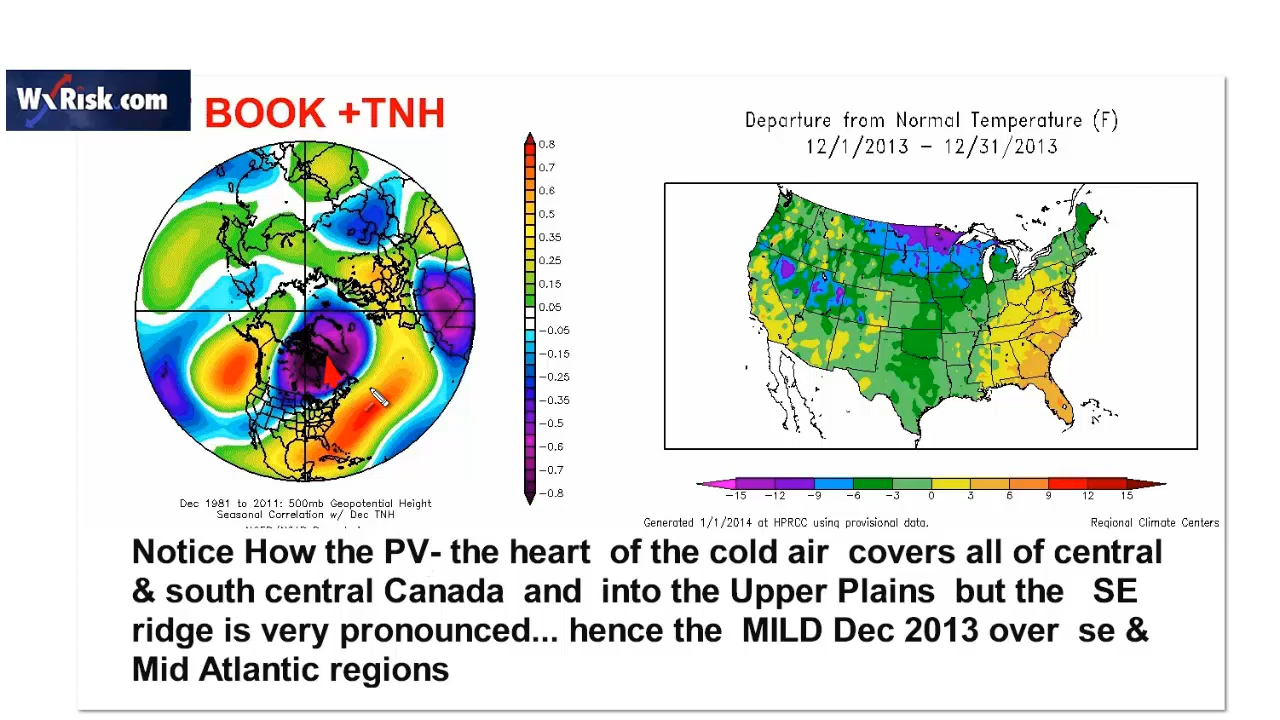 WxRisk.com
BOOK +TNH
0.8
0.7
0.6
0.5
0.35
0.25
0.15
0.05
−0.05
−0.15
−0.25
−0.35
−0.5
−0.6
−0.7
−0.8
Dec 1981 to 2011: 500mb Geopotential Height
Seasonal Correlation w/ Dec TNH
Departure from Normal Temperature (F)
12/1/2013 − 12/31/2013
−15 −12 −9 −6 −3 0 3 6 9 12 15
Generated 1/1/2014 at HPRCC using provisional data.
Regional Climate Centers
Notice How the PV- the heart of the cold air covers all of central
& south central Canada and into the Upper Plains but the SE
ridge is very pronounced... hence the MILD Dec 2013 over se &
Mid Atlantic regions